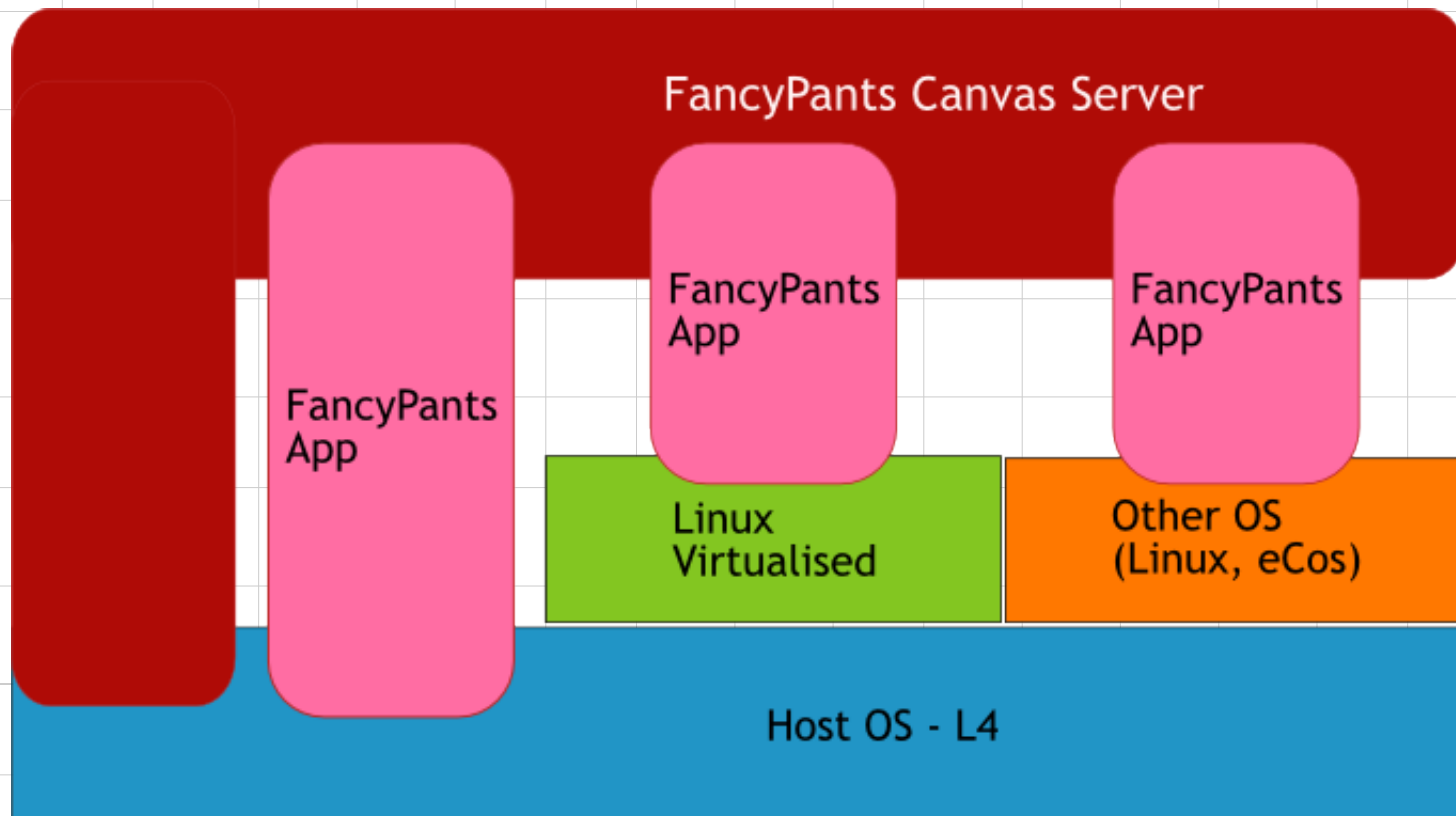 FancyPants Canvas Server
FancyPants
App
FancyPants
App
FancyPants
App
Linux
Virtualised
Other OS
(Linux, eCos)
Host OS - L4